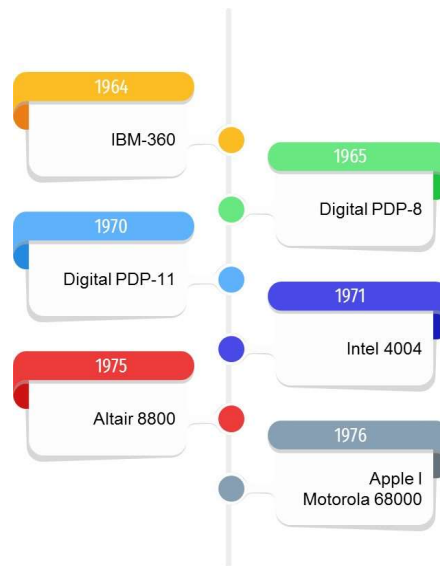 1964
IBM-360
1965
Digital PDP-8
1970
Digital PDP-11
1971
Intel 4004
1975
Altair 8800
1976
Apple I
Motorola 68000